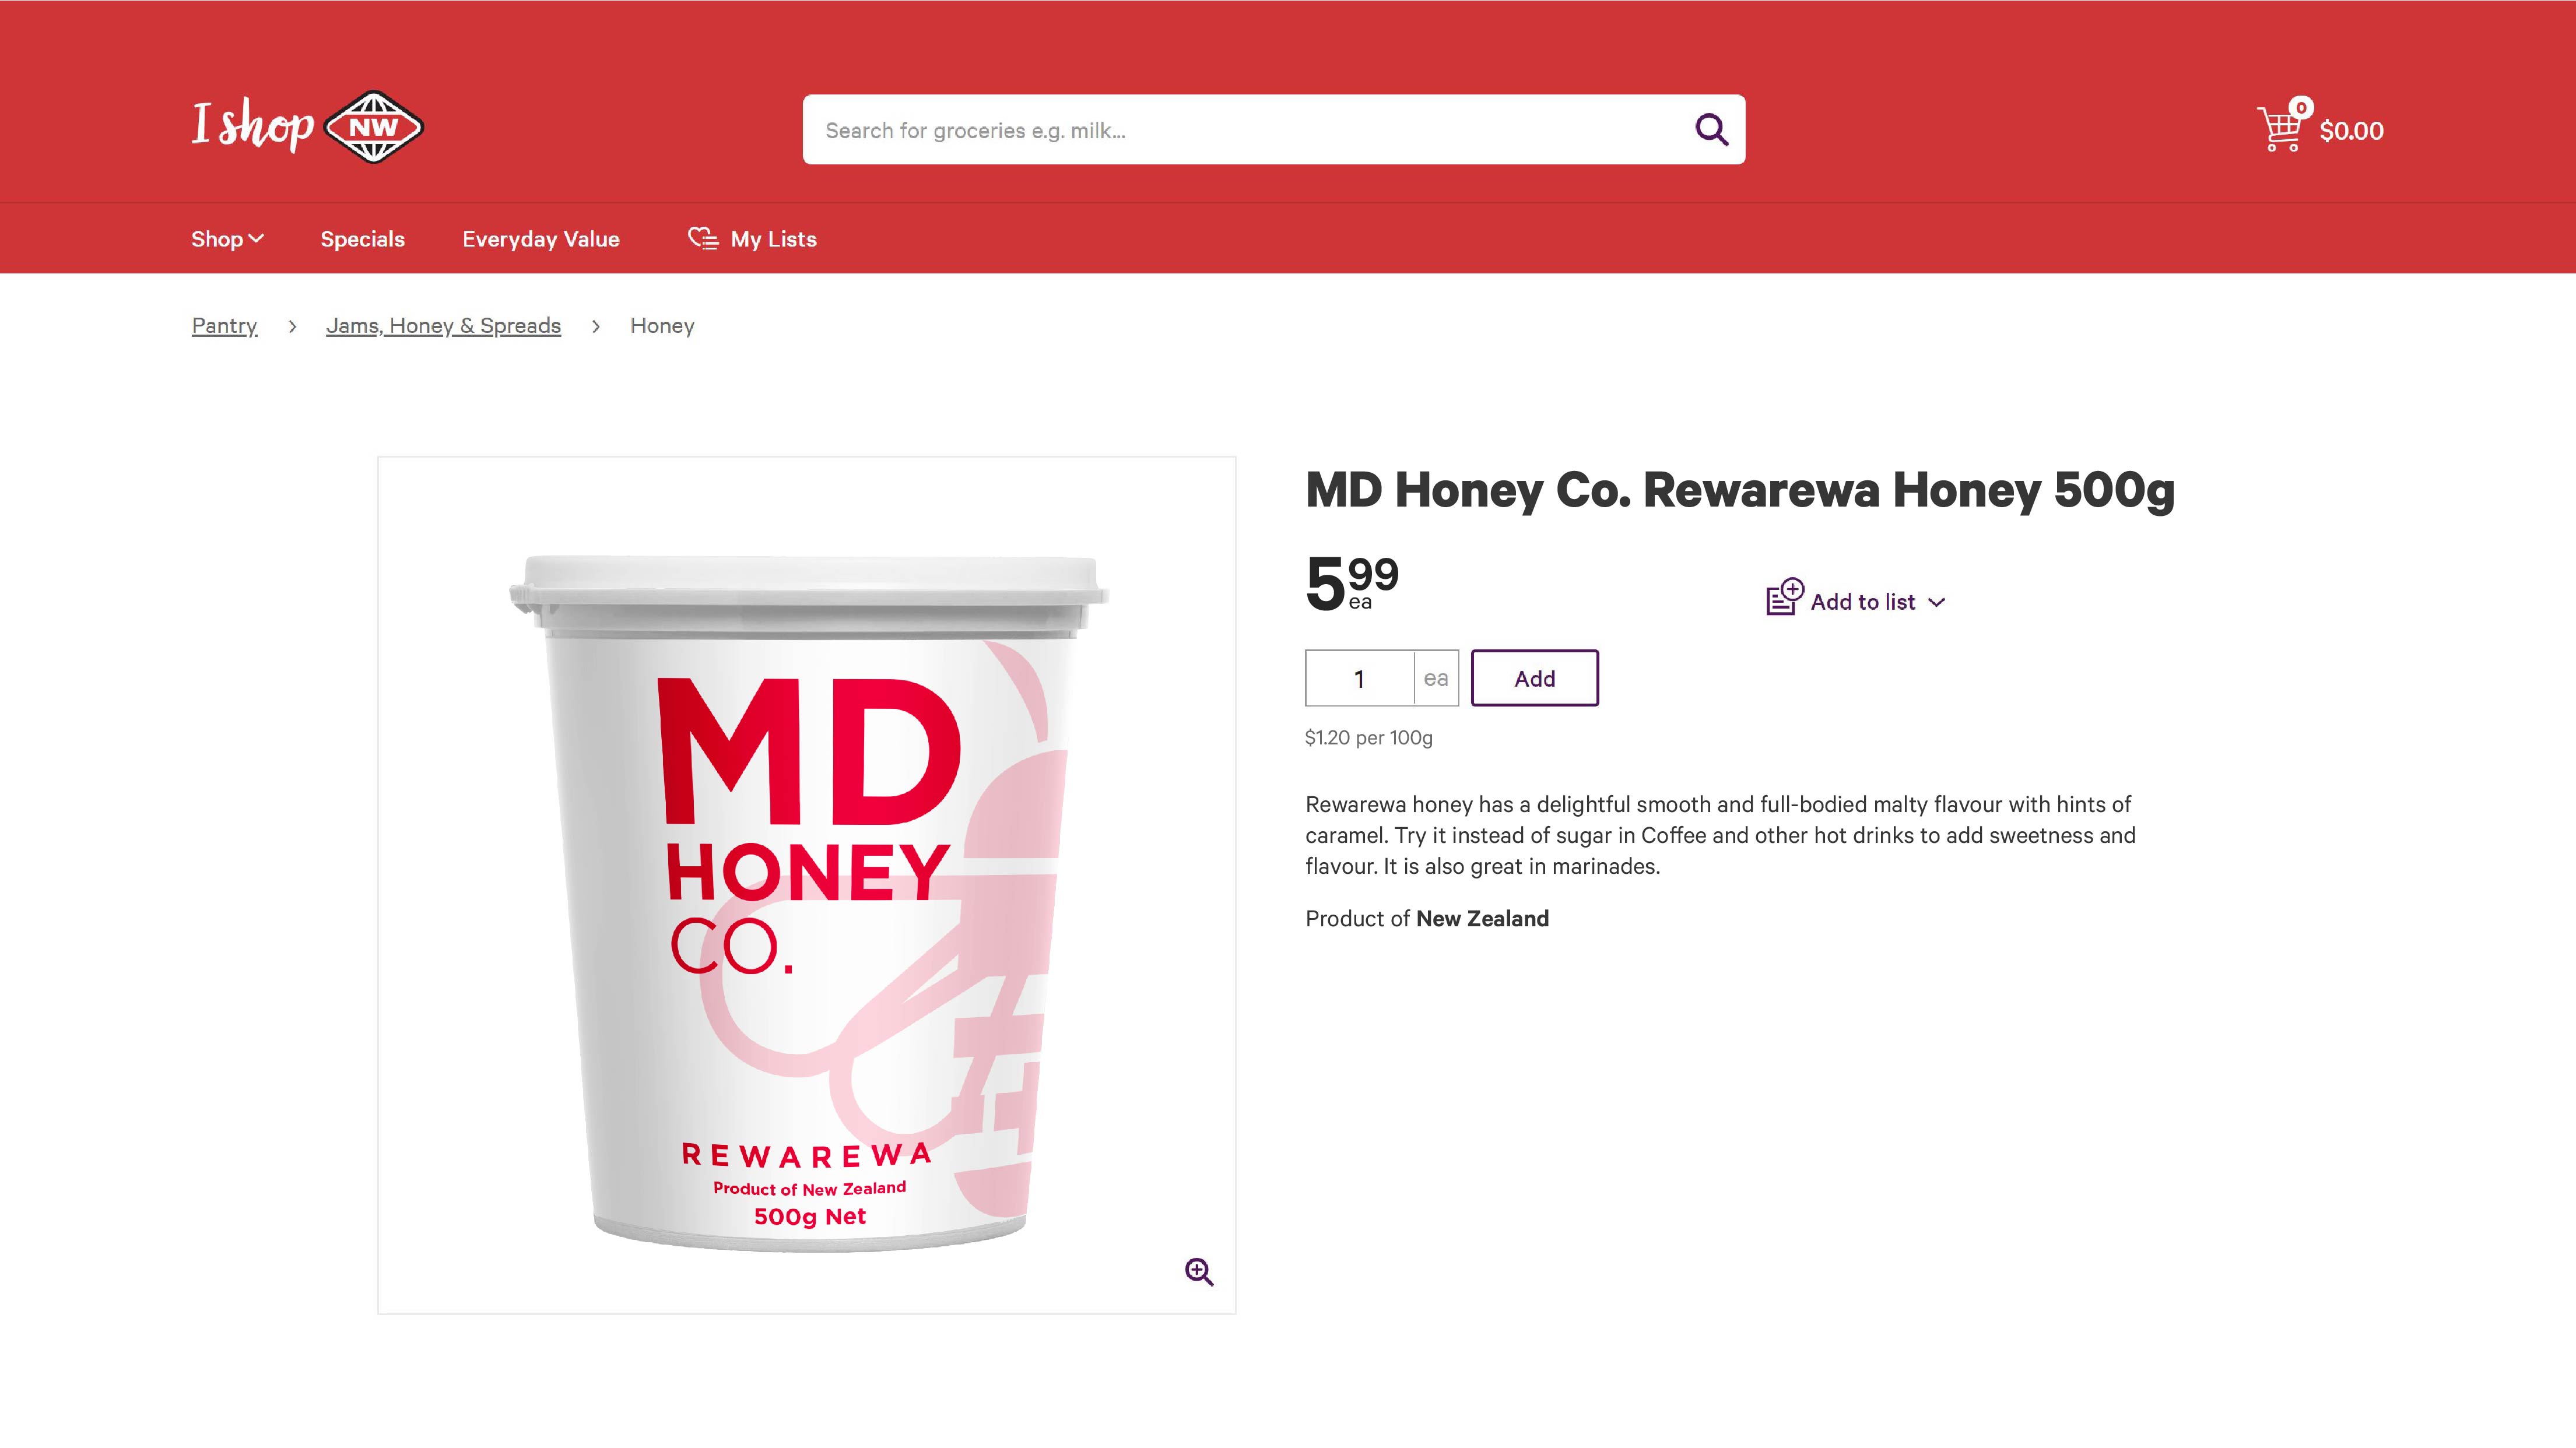 I shop NW
Search for groceries e.g. milk...
0
$0.00
Shop
Specials
Everyday Value
My Lists
Pantry > Jams, Honey & Spreads > Honey
MD
HONEY
CO.
REWAREWA
Product of New Zealand
500g Net
MD Honey Co. Rewarewa Honey 500g
5 99
ea
Add to list
1 ea
Add
$1.20 per 100g
Rewarewa honey has a delightful smooth and full-bodied malty flavour with hints of
caramel. Try it instead of sugar in Coffee and other hot drinks to add sweetness and
flavour. It is also great in marinades.
Product of New Zealand